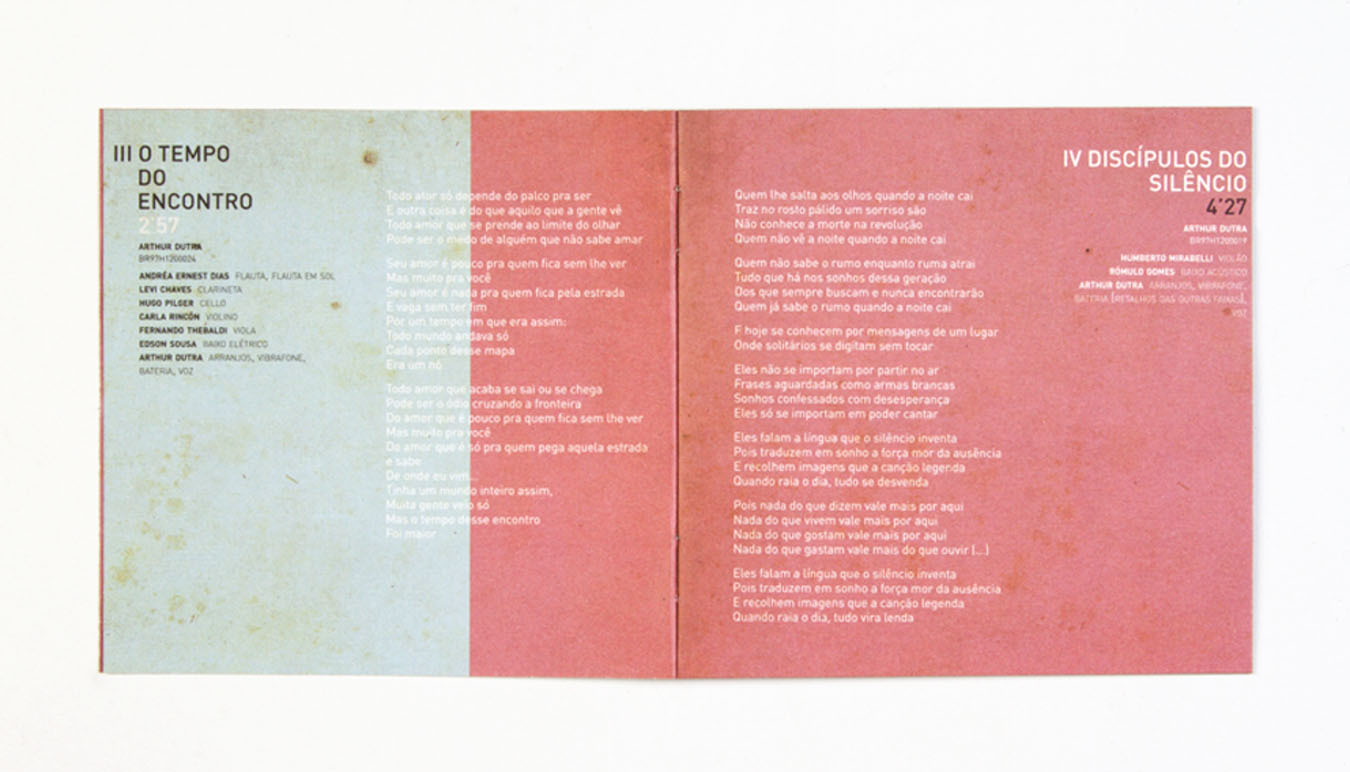 III O TEMPO
DO
ENCONTRO
2'57
ARTHUR DUTRA
BR97H1200024
ANDRÉA ERNEST DIAS FLAUTA, FLAUTA EM SOL
LEVI CHAVES CLARINETA
HUGO PILGER CELLO
CARLA RINCÓN VIOLINO
FERNANDO THEBALDI VIOLA
EDSON SOUSA BAIXO ELÉTRICO
ARTHUR DUTRA ARRANJOS, VIBRAFONE,
BATERIA, VOZ
Todo ator só depende do palco pra ser
E outra coisa é do que aquilo que a gente vê
Todo amor que se prende ao limite do olhar
Pode ser o medo de alguém que não sabe amar
Seu amor é pouco pra quem fica sem lhe ver
Mas muito pra você
Seu amor é nada pra quem fica pela estrada
E vaga sem ter fim
Por um tempo em que era assim:
Todo mundo andava só
Cada ponto desse mapa
Era um nó
Todo amor que acaba se sai ou se chega
Pode ser o ódio cruzando a fronteira
Do amor que é pouco pra quem fica sem lhe ver
Mas muito pra você
Do amor que é só pra quem pega aquela estrada
e sabe
De onde eu vim...
Tinha um mundo inteiro assim,
Muita gente veio só
Mas o tempo desse encontro
Foi maior
Quem lhe salta aos olhos quando a noite cai
Traz no rosto pálido um sorriso são
Não conhece a morte na revolução
Quem não vê a noite quando a noite cai
Quem não sabe o rumo enquanto ruma atrai
Tudo que há nos sonhos dessa geração
Dos que sempre buscam e nunca encontrarão
Quem já sabe o rumo quando a noite cai
E hoje se conhecem por mensagens de um lugar
Onde solitários se digitam sem tocar
Eles não se importam por partir no ar
Frases aguardadas como armas brancas
Sonhos confessados com desesperança
Eles só se importam em poder cantar
Eles falam a língua que o silêncio inventa
Pois traduzem em sonho a força mor da ausência
E recolhem imagens que a canção legenda
Quando raia o dia, tudo se desvenda
Pois nada do que dizem vale mais por aqui
Nada do que vivem vale mais por aqui
Nada do que gostam vale mais por aqui
Nada do que gastam vale mais do que ouvir (...)
Eles falam a língua que o silêncio inventa
Pois traduzem em sonho a força mor da ausência
E recolhem imagens que a canção legenda
Quando raia o dia, tudo vira lenda
IV DISCÍPULOS DO
SILÊNCIO
4'27
ARTHUR DUTRA
BR97H1200019
HUMBERTO MIRABELLI VIOLÃO
RÔMULO GOMES BAIXO ACÚSTICO
ARTHUR DUTRA ARRANJOS, VIBRAFONE,
BATERIA (RETALHOS DAS OUTRAS FAIXAS),
VOZ